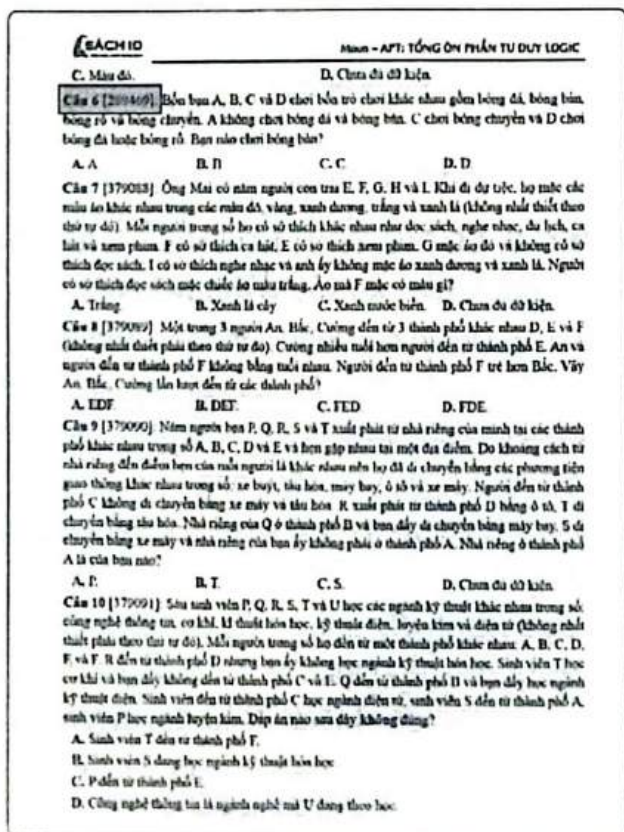 SÁCH ID
Moon - APT: TỔNG ÔN PHẦN TƯ DUY LOGIC
C. Màu đỏ. D. Chưa đủ dữ kiện.
Câu 6 Bốn bạn A, B, C và D chơi bốn trò chơi khác nhau gồm bóng đá, bóng bàn,
bóng rổ và bóng chuyền. A không chơi bóng đá và bóng bàn. C chơi bóng chuyền và D chơi
bóng đá hoặc bóng rổ. Bạn nào chơi bóng bàn?
A. A B. B C. C D. D
Câu 7 [379088] Ông Mai có năm người con trai E, F, G, H và I. Khi đi dự tiệc, họ mặc các
màu áo khác nhau trong các màu đỏ, vàng, xanh dương, trắng và xanh lá (không nhất thiết theo
thứ tự đó). Mỗi người trong số họ có sở thích khác nhau như đọc sách, nghe nhạc, du lịch, ca
hát và xem phim. F có sở thích ca hát, E có sở thích xem phim. G mặc áo đỏ và không có sở
thích đọc sách. I có sở thích nghe nhạc và anh ấy không mặc áo xanh dương và xanh lá. Người
có sở thích đọc sách mặc chiếc áo màu trắng. Áo mà F mặc có màu gì?
A. Trắng B. Xanh lá cây C. Xanh nước biển. D. Chưa đủ dữ kiện.
Câu 8 [379089] Một trong 3 người An, Bắc, Cường đến từ 3 thành phố khác nhau D, E và F
(không nhất thiết phải theo thứ tự đó). Cường nhiều tuổi hơn người đến từ thành phố E. An và
người đến từ thành phố F không bằng tuổi nhau. Người đến từ thành phố F trẻ hơn Bắc. Vậy
An, Bắc, Cường lần lượt đến từ các thành phố?
A. EDF B. DEF. C. FED D. FDE
Câu 9 [379090]: Năm người bạn P, Q, R, S và T xuất phát từ nhà riêng của mình tại các thành
phố khác nhau trong số A, B, C, D và E và hẹn gặp nhau tại một địa điểm. Do khoảng cách từ
nhà riêng đến điểm hẹn của mỗi người là khác nhau nên họ đã di chuyển bằng các phương tiện
giao thông khác nhau trong số: xe buýt, tàu hỏa, máy bay, ô tô và xe máy. Người đến từ thành
phố C không di chuyển bằng xe máy và tàu hỏa. R xuất phát từ thành phố D bằng ô tô, T di
chuyển bằng tàu hỏa. Nhà riêng của Q ở thành phố B và bạn đấy di chuyển bằng máy bay. S di
chuyển bằng xe máy và nhà riêng của bạn ấy không phải ở thành phố A. Nhà riêng ở thành phố
A là của bạn nào?
A. P. B. T. C. S. D. Chưa đủ dữ kiện.
Câu 10 [379091]: Sáu sinh viên P, Q, R, S, T và U học các ngành kỹ thuật khác nhau trong số:
công nghệ thông tin, cơ khí, kĩ thuật hóa học, kỹ thuật điện, luyện kim và điện tử (không nhất
thiết phải theo thứ tự đó). Mỗi người trong số họ đến từ một thành phố khác nhau: A, B, C, D,
E và F. R đến từ thành phố D nhưng bạn ấy không học ngành kỹ thuật hóa học. Sinh viên T học
cơ khí và bạn đấy không đến từ thành phố C và E. Q đến từ thành phố B và bạn đấy học ngành
kỹ thuật điện. Sinh viên đến từ thành phố C học ngành điện tử, sinh viên S đến từ thành phố A,
sinh viên P học ngành luyện kim. Đáp án nào sau đây không đúng?
A. Sinh viên T đến từ thành phố F.
B. Sinh viên S đang học ngành kỹ thuật hóa học
C. P đến từ thành phố E.
D. Công nghệ thông tin là ngành nghề mà U đang theo học.